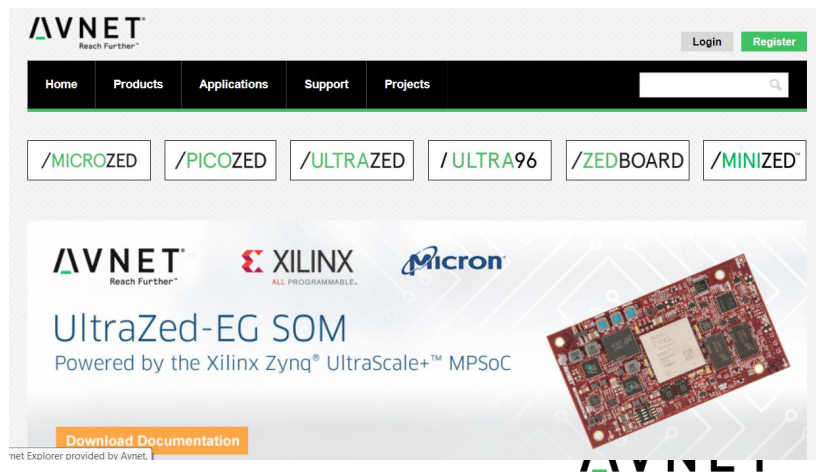 AVNET
Reach Further™
Login Register
Home Products Applications Support Projects
/MICROZED /PICOZED /ULTRAZED / ULTRA96 /ZEDBOARD /MINIZED™
AVNET® XILINX Micron®
Reach Further™ ALL PROGRAMMABLE™
UltraZed-EG SOM
Powered by the Xilinx Zynq® UltraScale+™ MPSoC
Download Documentation
net Explorer provided by Avnet,